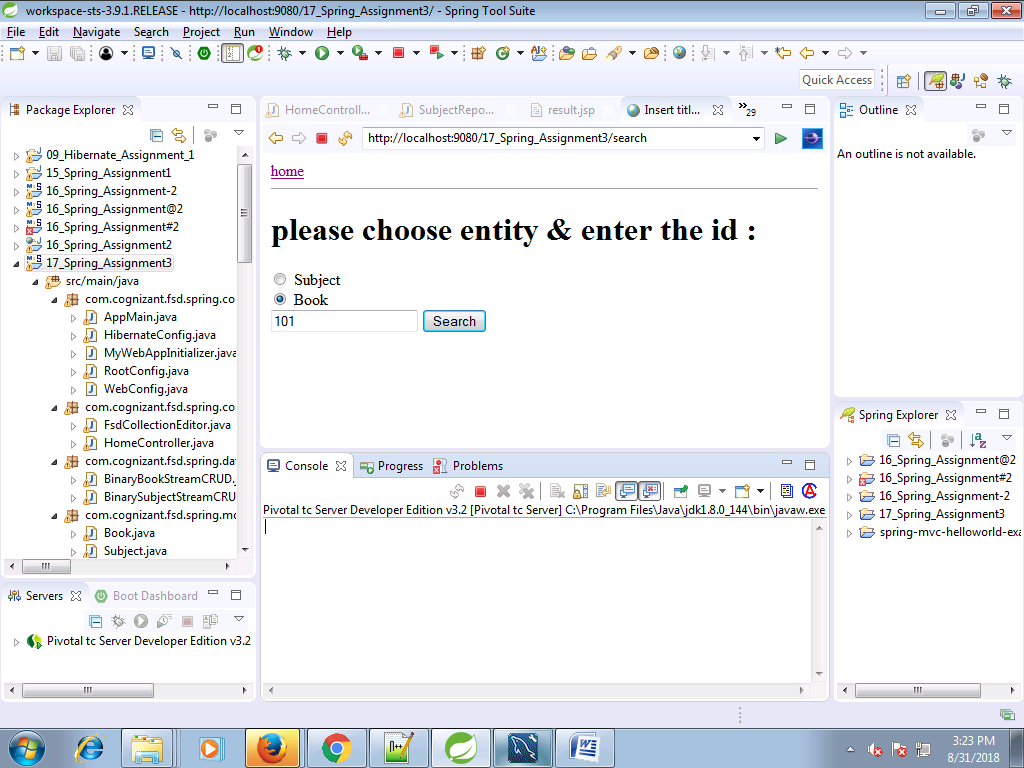 workspace-sts-3.9.1.RELEASE - http://localhost:9080/17_Spring_Assignment3/ - Spring Tool Suite
File Edit Navigate Search Project Run Window Help
Quick Access
Package Explorer
09_Hibernate_Assignment_1
15_Spring_Assignment1
16_Spring_Assignment-2
16_Spring_Assignment@2
16_Spring_Assignment#2
16_Spring_Assignment2
17_Spring_Assignment3
src/main/java
com.cognizant.fsd.spring.co
AppMain.java
HibernateConfig.java
MyWebAppInitializer.java
RootConfig.java
WebConfig.java
com.cognizant.fsd.spring.co
FsdCollectionEditor.java
HomeController.java
com.cognizant.fsd.spring.da
BinaryBookStreamCRUD.
BinarySubjectStreamCRU
com.cognizant.fsd.spring.mo
Book.java
Subject.java
Servers Boot Dashboard
Pivotal tc Server Developer Edition v3.2
HomeControll... SubjectRepo... result.jsp Insert titl... »29
http://localhost:9080/17_Spring_Assignment3/search
home
please choose entity & enter the id :
Subject
Book
101 Search
Console Progress Problems
Pivotal tc Server Developer Edition v3.2 [Pivotal tc Server] C:\Program Files\Java\jdk1.8.0_144\bin\javaw.exe
Outline
An outline is not available.
Spring Explorer
16_Spring_Assignment@2
16_Spring_Assignment#2
16_Spring_Assignment-2
17_Spring_Assignment3
spring-mvc-helloworld-exa
3:23 PM
8/31/2018